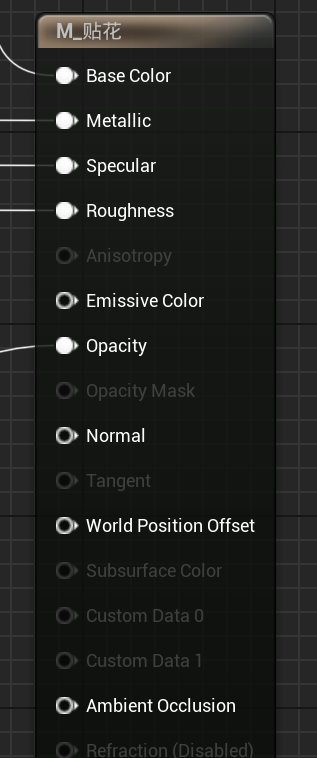 M_贴花
Base Color
Metallic
Specular
Roughness
Anisotropy
Emissive Color
Opacity
Opacity Mask
Normal
Tangent
World Position Offset
Subsurface Color
Custom Data 0
Custom Data 1
Ambient Occlusion
Refraction (Disabled)